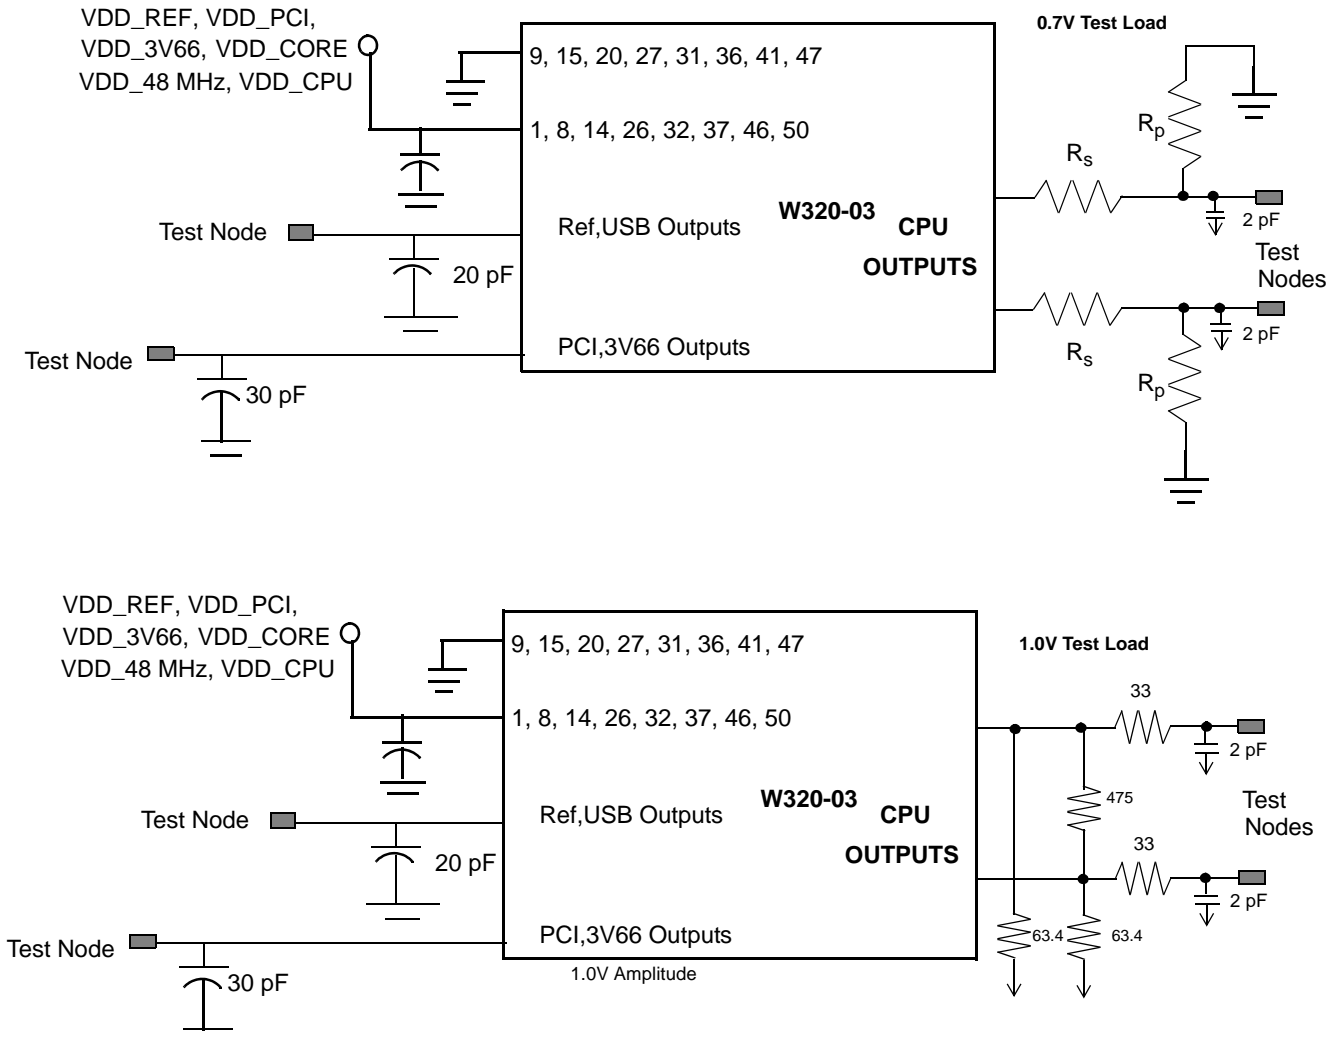 VDD_REF, VDD_PCI,
VDD_3V66, VDD_CORE
VDD_48 MHz, VDD_CPU
0.7V Test Load
9, 15, 20, 27, 31, 36, 41, 47
1, 8, 14, 26, 32, 37, 46, 50
Rp
Rs
W320-03
Test Node
Ref,USB Outputs
CPU
OUTPUTS
2 pF
Test
Nodes
20 pF
2 pF
Test Node
PCI,3V66 Outputs
Rs
Rp
30 pF
VDD_REF, VDD_PCI,
VDD_3V66, VDD_CORE
VDD_48 MHz, VDD_CPU
9, 15, 20, 27, 31, 36, 41, 47
1.0V Test Load
33
1, 8, 14, 26, 32, 37, 46, 50
2 pF
475
W320-03
Test Node
Ref,USB Outputs
CPU
OUTPUTS
Test
Nodes
33
20 pF
2 pF
Test Node
PCI,3V66 Outputs
63.4
63.4
1.0V Amplitude
30 pF